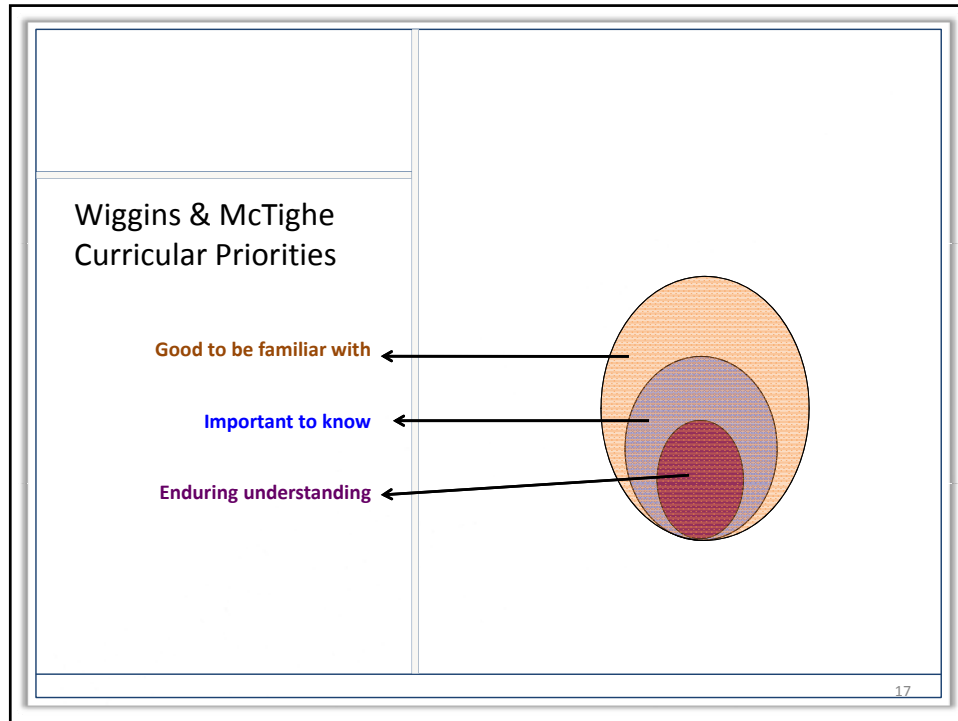 Wiggins & McTighe
Curricular Priorities
Good to be familiar with
Important to know
Enduring understanding
17